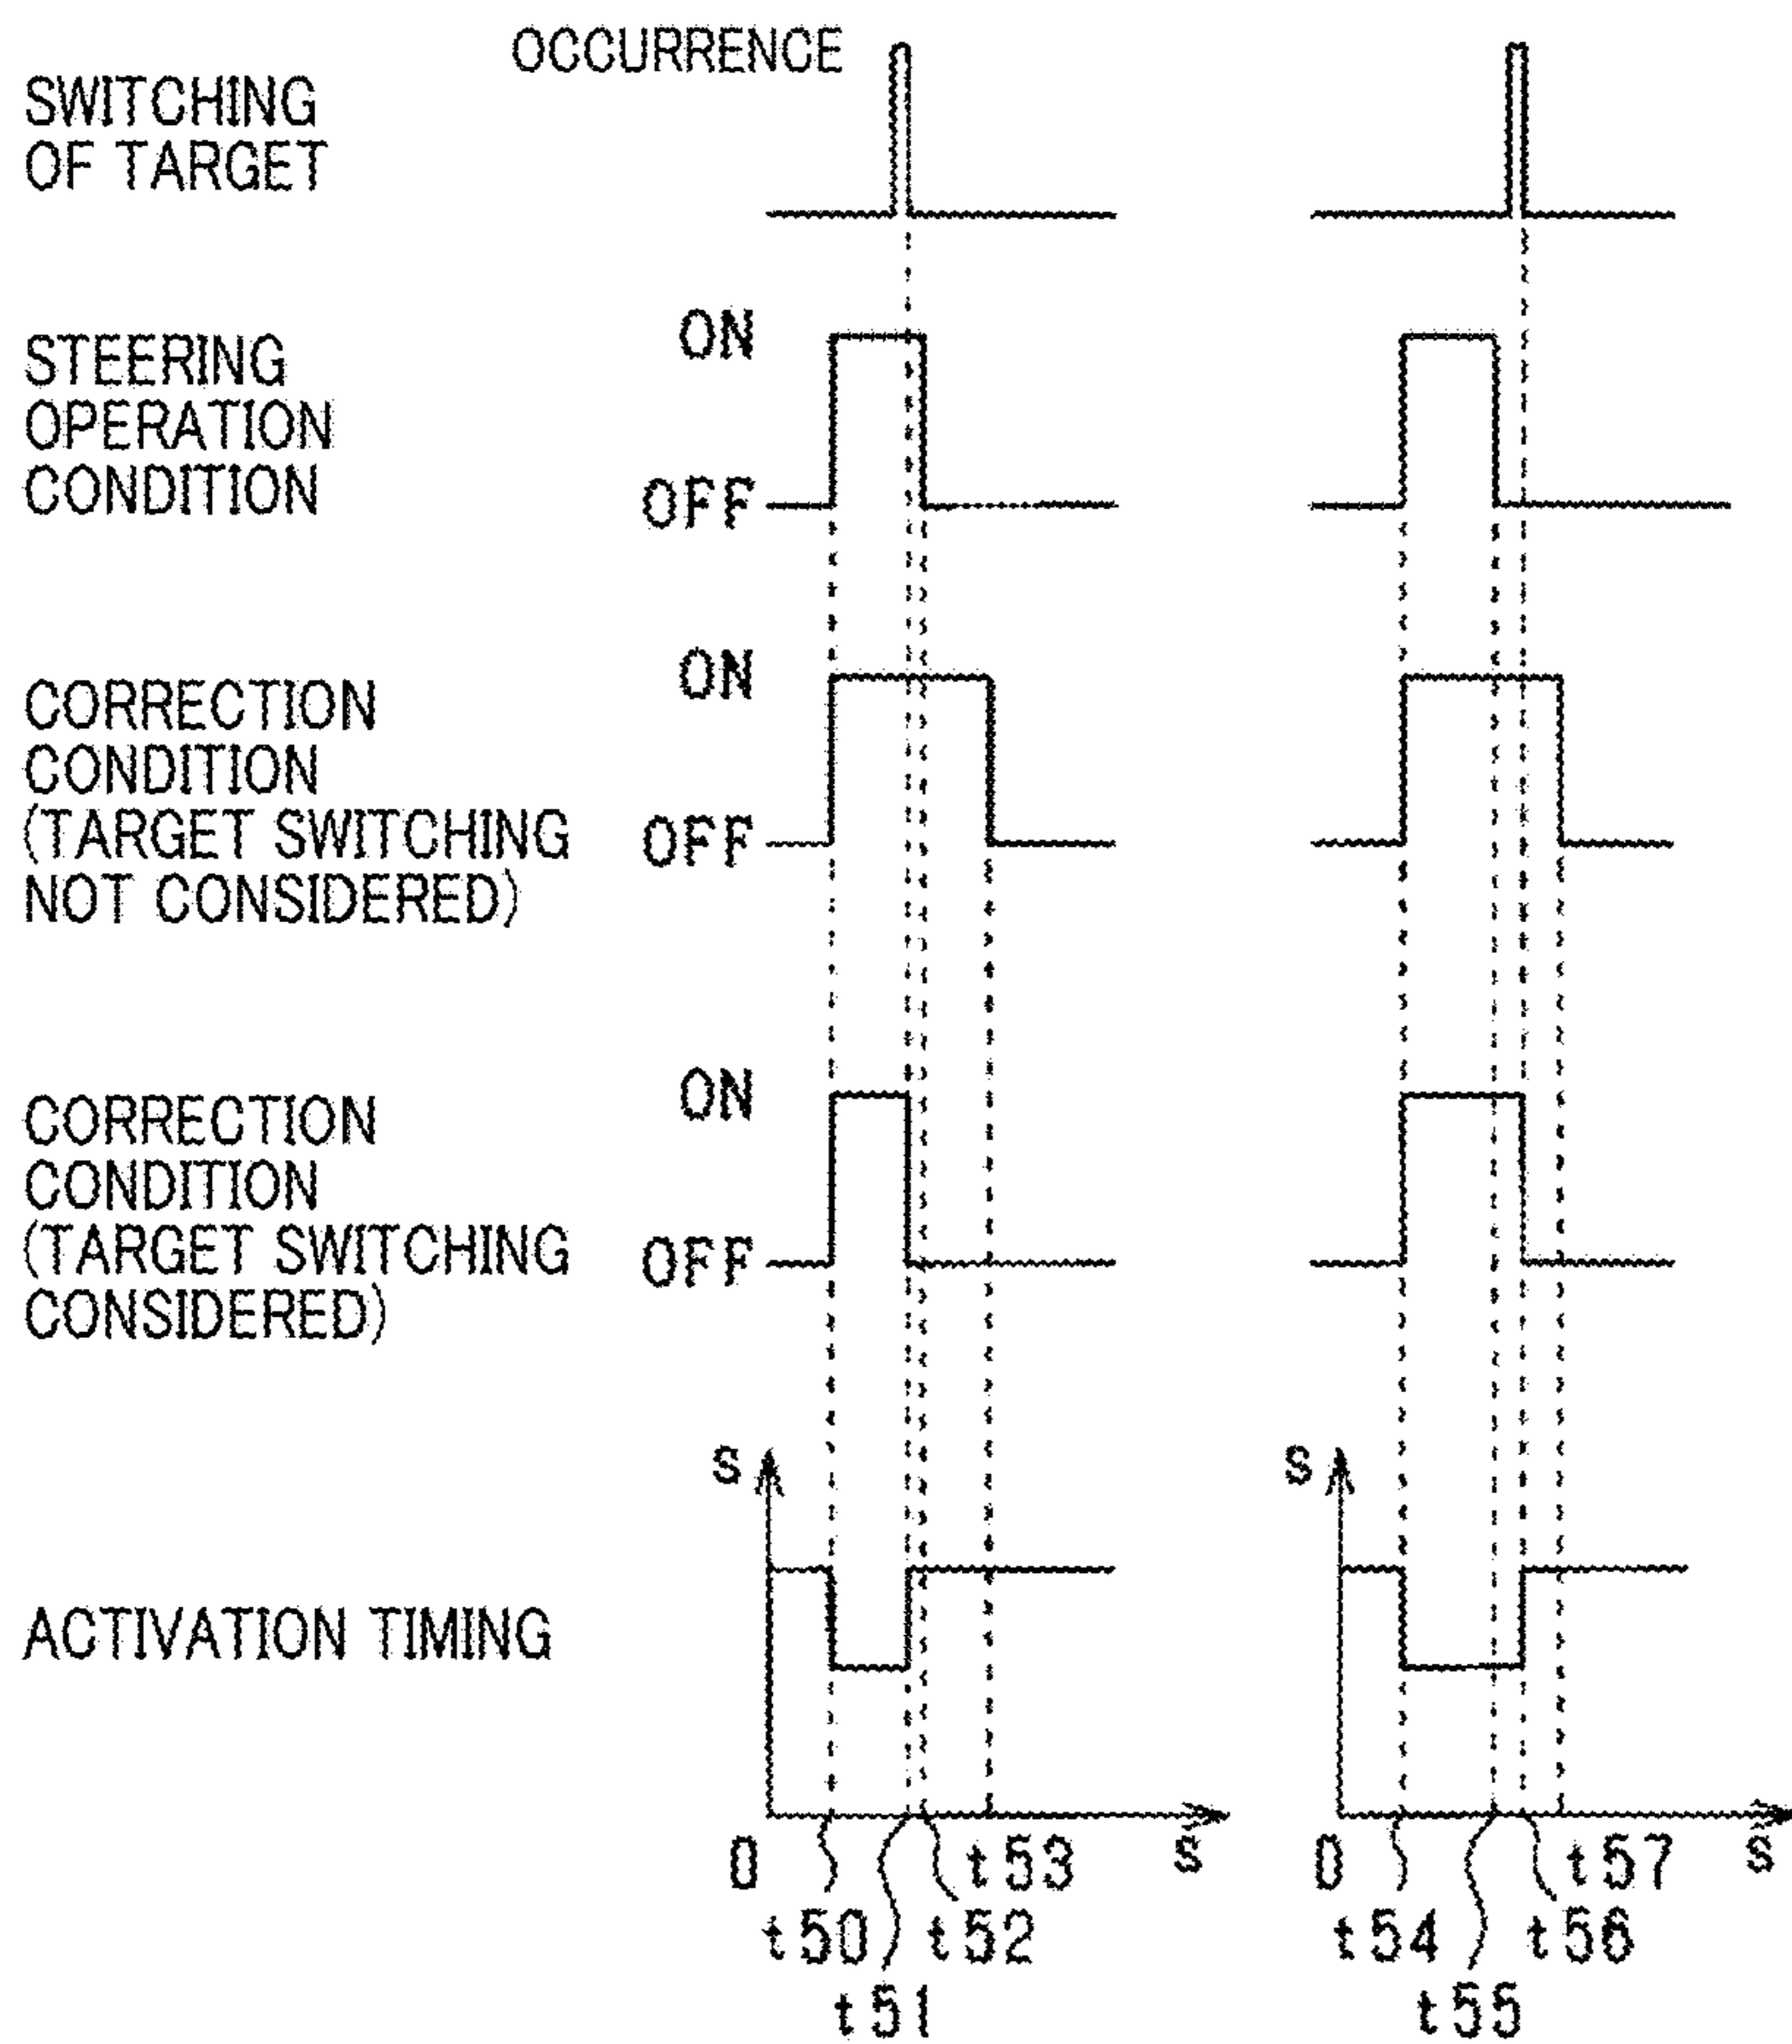 OCCURRENCE
SWITCHING
OF TARGET
STEERING
OPERATION
CONDITION
ON
OFF
CORRECTION
CONDITION
(TARGET SWITCHING
NOT CONSIDERED)
ON
OFF
CORRECTION
CONDITION
(TARGET SWITCHING
CONSIDERED)
ON
OFF
ACTIVATION TIMING
s
s
0
t50
t51
t52
t53
s
0
t54
t55
t56
t57
s